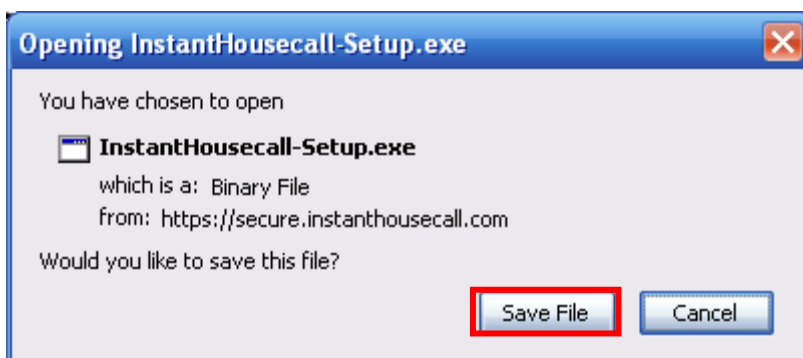 Opening InstantHousecall-Setup.exe
You have chosen to open
InstantHousecall-Setup.exe
which is a: Binary File
from: https://secure.instanthousecall.com
Would you like to save this file?
Save File Cancel